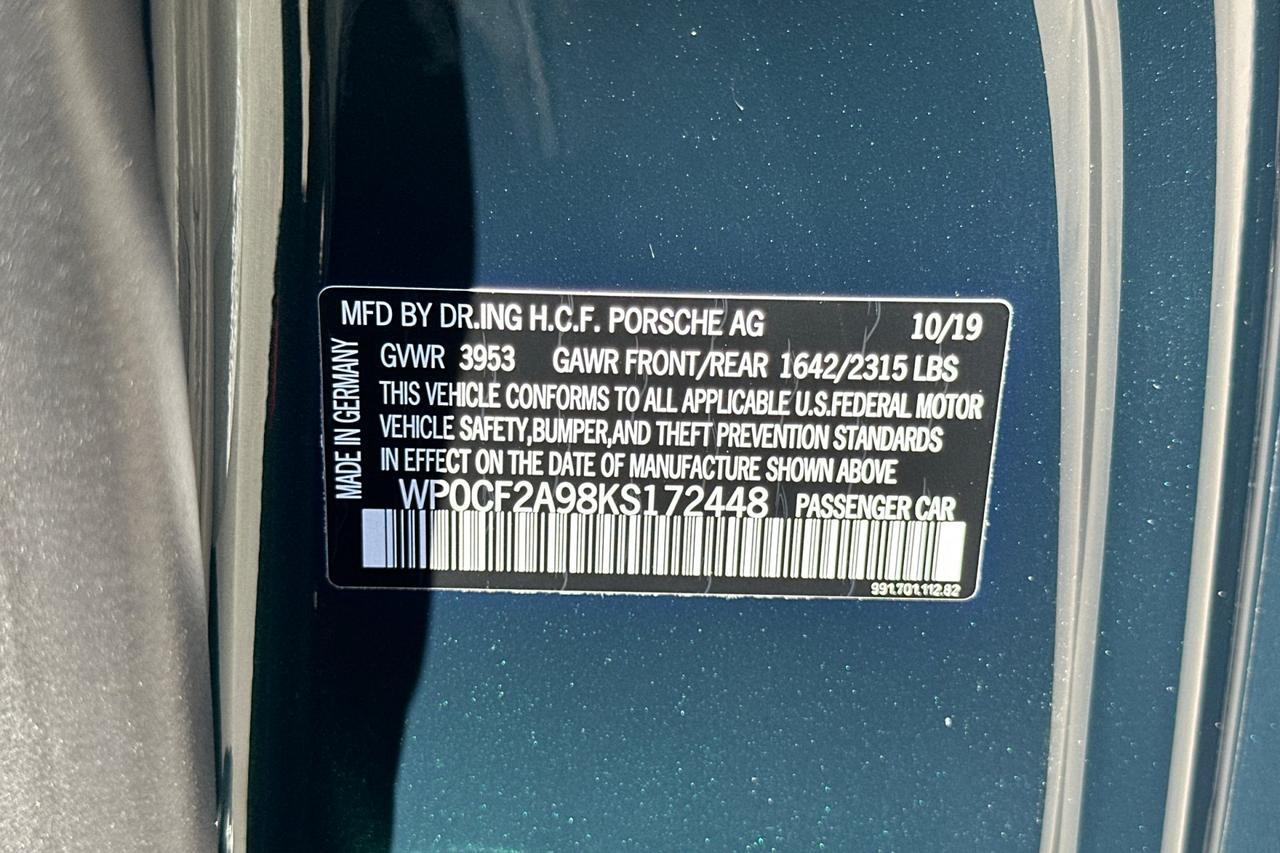 MFD BY DR.ING H.C.F. PORSCHE AG 10/19
GVWR 3953 GAWR FRONT/REAR 1642/2315 LBS
THIS VEHICLE CONFORMS TO ALL APPLICABLE U.S.FEDERAL MOTOR
VEHICLE SAFETY,BUMPER,AND THEFT PREVENTION STANDARDS
IN EFFECT ON THE DATE OF MANUFACTURE SHOWN ABOVE
WP0CF2A98KS172448 PASSENGER CAR
991.701.112.82
MADE IN GERMANY